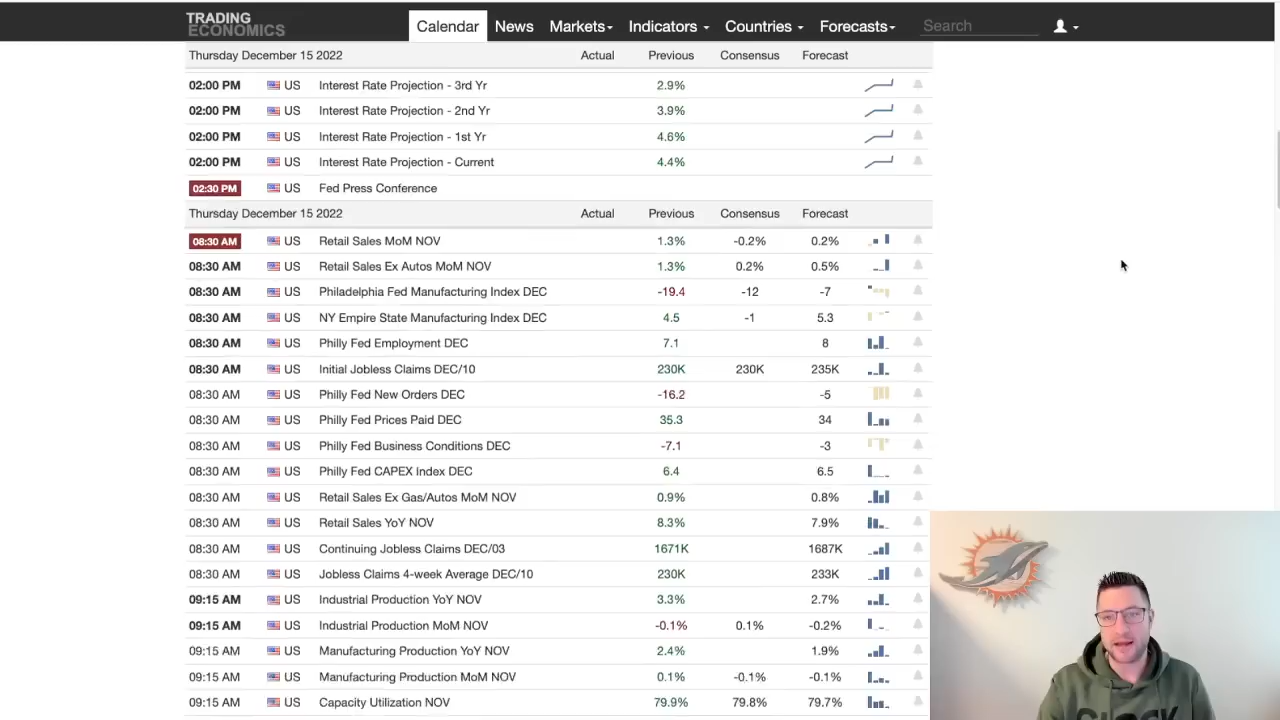 TRADING ECONOMICS Calendar News Markets Indicators Countries Forecasts Search
Thursday December 15 2022 Actual Previous Consensus Forecast
02:00 PM US Interest Rate Projection - 3rd Yr 2.9%
02:00 PM US Interest Rate Projection - 2nd Yr 3.9%
02:00 PM US Interest Rate Projection - 1st Yr 4.6%
02:00 PM US Interest Rate Projection - Current 4.4%
02:30 PM US Fed Press Conference
Thursday December 15 2022 Actual Previous Consensus Forecast
08:30 AM US Retail Sales MoM NOV 1.3% -0.2% 0.2%
08:30 AM US Retail Sales Ex Autos MoM NOV 1.3% 0.2% 0.5%
08:30 AM US Philadelphia Fed Manufacturing Index DEC -19.4 -12 -7
08:30 AM US NY Empire State Manufacturing Index DEC 4.5 -1 5.3
08:30 AM US Philly Fed Employment DEC 7.1 8
08:30 AM US Initial Jobless Claims DEC/10 230K 230K 235K
08:30 AM US Philly Fed New Orders DEC -16.2 -5
08:30 AM US Philly Fed Prices Paid DEC 35.3 34
08:30 AM US Philly Fed Business Conditions DEC -7.1 -3
08:30 AM US Philly Fed CAPEX Index DEC 6.4 6.5
08:30 AM US Retail Sales Ex Gas/Autos MoM NOV 0.9% 0.8%
08:30 AM US Retail Sales YoY NOV 8.3% 7.9%
08:30 AM US Continuing Jobless Claims DEC/03 1671K 1687K
08:30 AM US Jobless Claims 4-week Average DEC/10 230K 233K
09:15 AM US Industrial Production YoY NOV 3.3% 2.7%
09:15 AM US Industrial Production MoM NOV -0.1% 0.1% -0.2%
09:15 AM US Manufacturing Production YoY NOV 2.4% 1.9%
09:15 AM US Manufacturing Production MoM NOV 0.1% -0.1% -0.1%
09:15 AM US Capacity Utilization NOV 79.9% 79.8% 79.7%